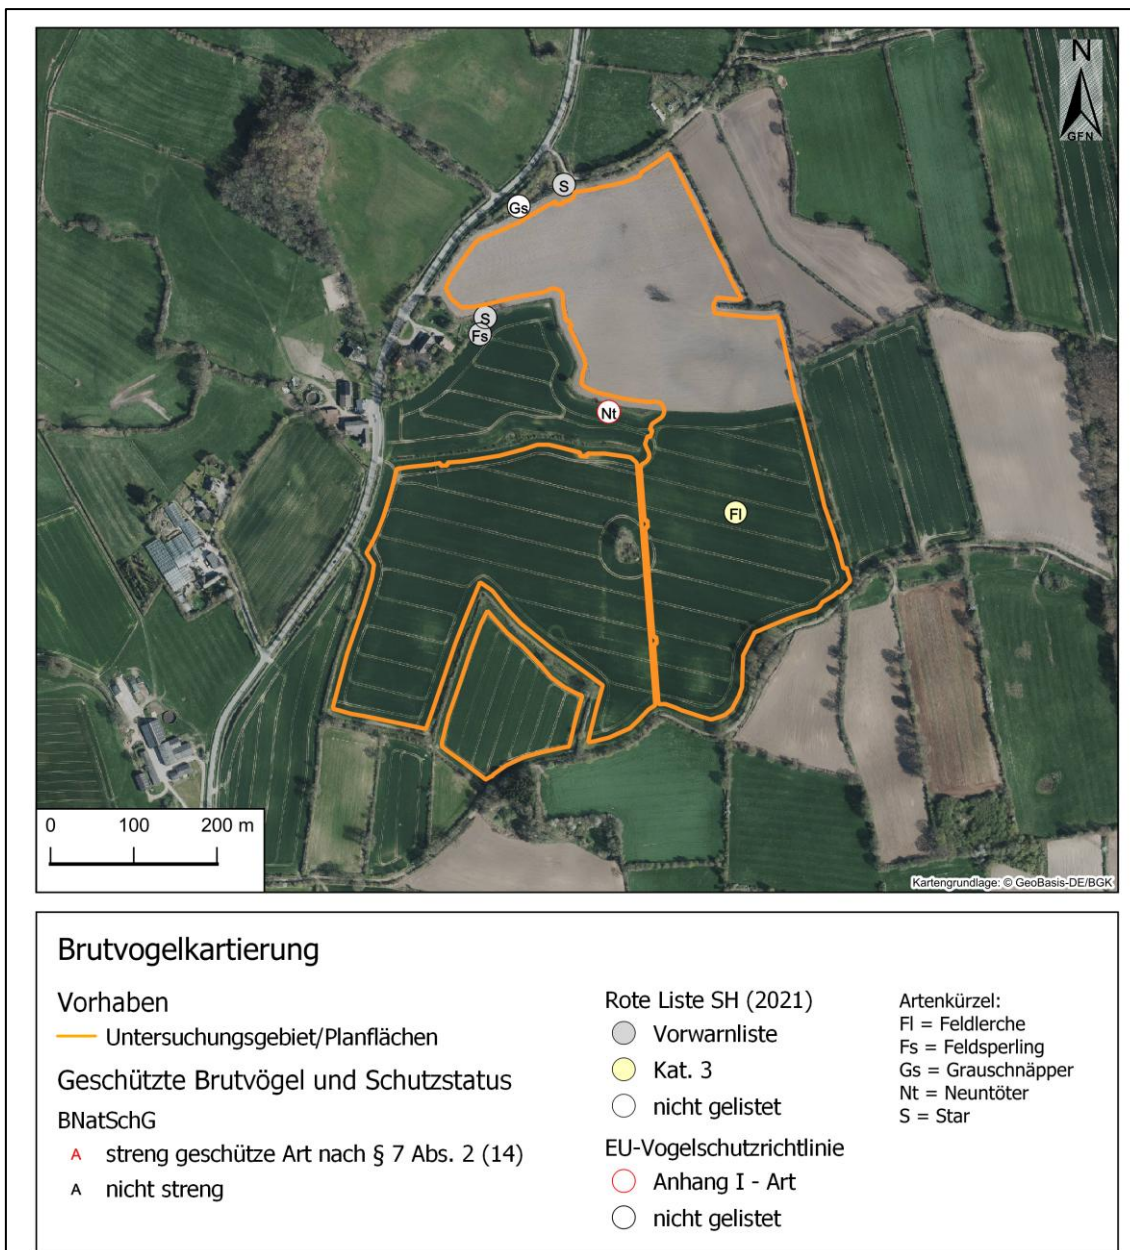 N
GFN
S
Gs
S
Fs
Nt
Fl
0 100 200 m
Kartengrundlage: © GeoBasis-DE/BGK
Brutvogelkartierung
Vorhaben
Untersuchungsgebiet/Planflächen
Geschützte Brutvögel und Schutzstatus
BNatSchG
A streng geschütze Art nach § 7 Abs. 2 (14)
A nicht streng
Rote Liste SH (2021)
Vorwarnliste
Kat. 3
nicht gelistet
EU-Vogelschutzrichtlinie
Anhang I - Art
nicht gelistet
Artenkürzel:
Fl = Feldlerche
Fs = Feldsperling
Gs = Grauschnäpper
Nt = Neuntöter
S = Star